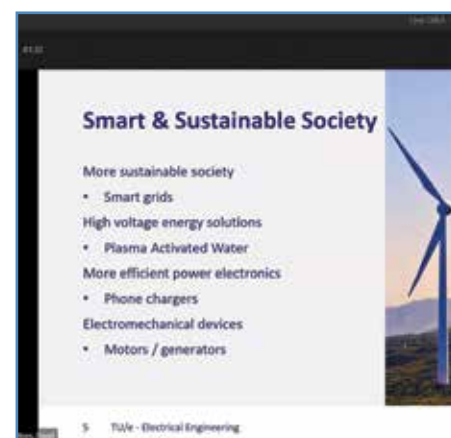 Smart & Sustainable Society
More sustainable society
• Smart grids
High voltage energy solutions
• Plasma Activated Water
More efficient power electronics
• Phone chargers
Electromechanical devices
• Motors / generators
5 TU/e - Electrical Engineering